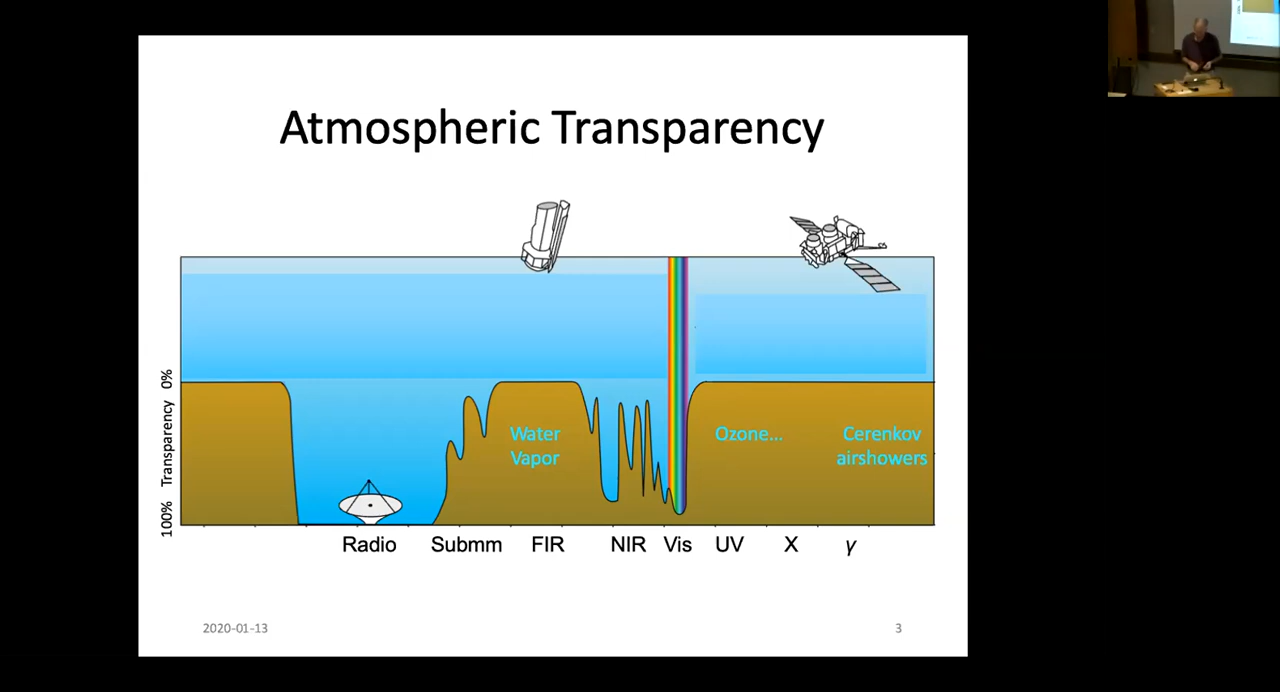 Atmospheric Transparency
Transparency
0%
100%
Water
Vapor
Ozone...
Cerenkov
airshowers
Radio
Submm
FIR
NIR
Vis
UV
X
γ
2020-01-13
3